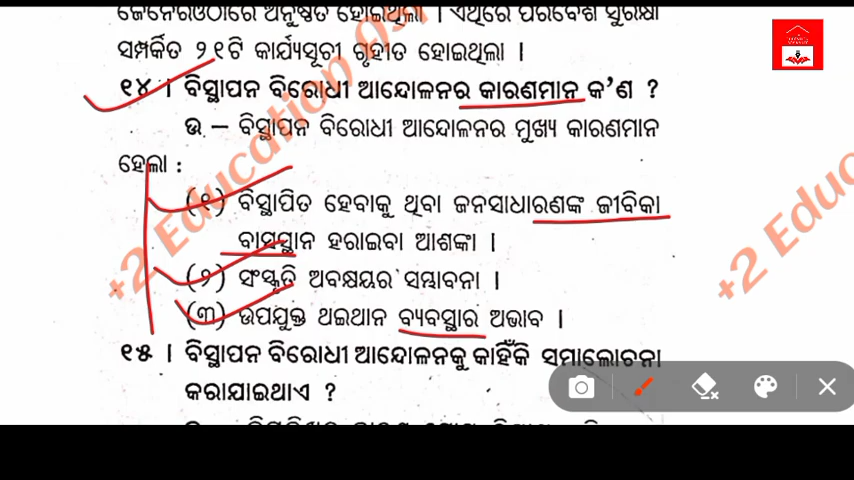 ଜେନେରଓଠାରେ ଅନୁଷ୍ଠିତ ହୋଇଥିଲା । ଏଥିରେ ପରିବେଶ ସୁରକ୍ଷା
ସମ୍ପର୍କିତ ୨୧ଟି କାର୍ଯ୍ୟସୂଚୀ ଗୃହୀତ ହୋଇଥିଲା ।
୧୪ । ବିସ୍ଥାପନ ବିରୋଧୀ ଆନ୍ଦୋଳନର କାରଣମାନ କ'ଣ ?
ଉ – ବିସ୍ଥାପନ ବିରୋଧୀ ଆନ୍ଦୋଳନର ମୁଖ୍ୟ କାରଣମାନ
ହେଲା :
(୧) ବିସ୍ଥାପିତ ହେବାକୁ ଥିବା ଜନସାଧାରଣଙ୍କ ଜୀବିକା
ବାସସ୍ଥାନ ହରାଇବା ଆଶଙ୍କା ।
(୨) ସଂସ୍କୃତି ଅବକ୍ଷୟର ସମ୍ଭାବନା ।
(୩) ଉପଯୁକ୍ତ ଥଇଥାନ ବ୍ୟବସ୍ଥାର ଅଭାବ ।
୧୫ । ବିସ୍ଥାପନ ବିରୋଧୀ ଆନ୍ଦୋଳନକୁ କାହିଁକି ସମାଲୋଚନା
କରାଯାଇଥାଏ ?
+2 Education
+2 Educa